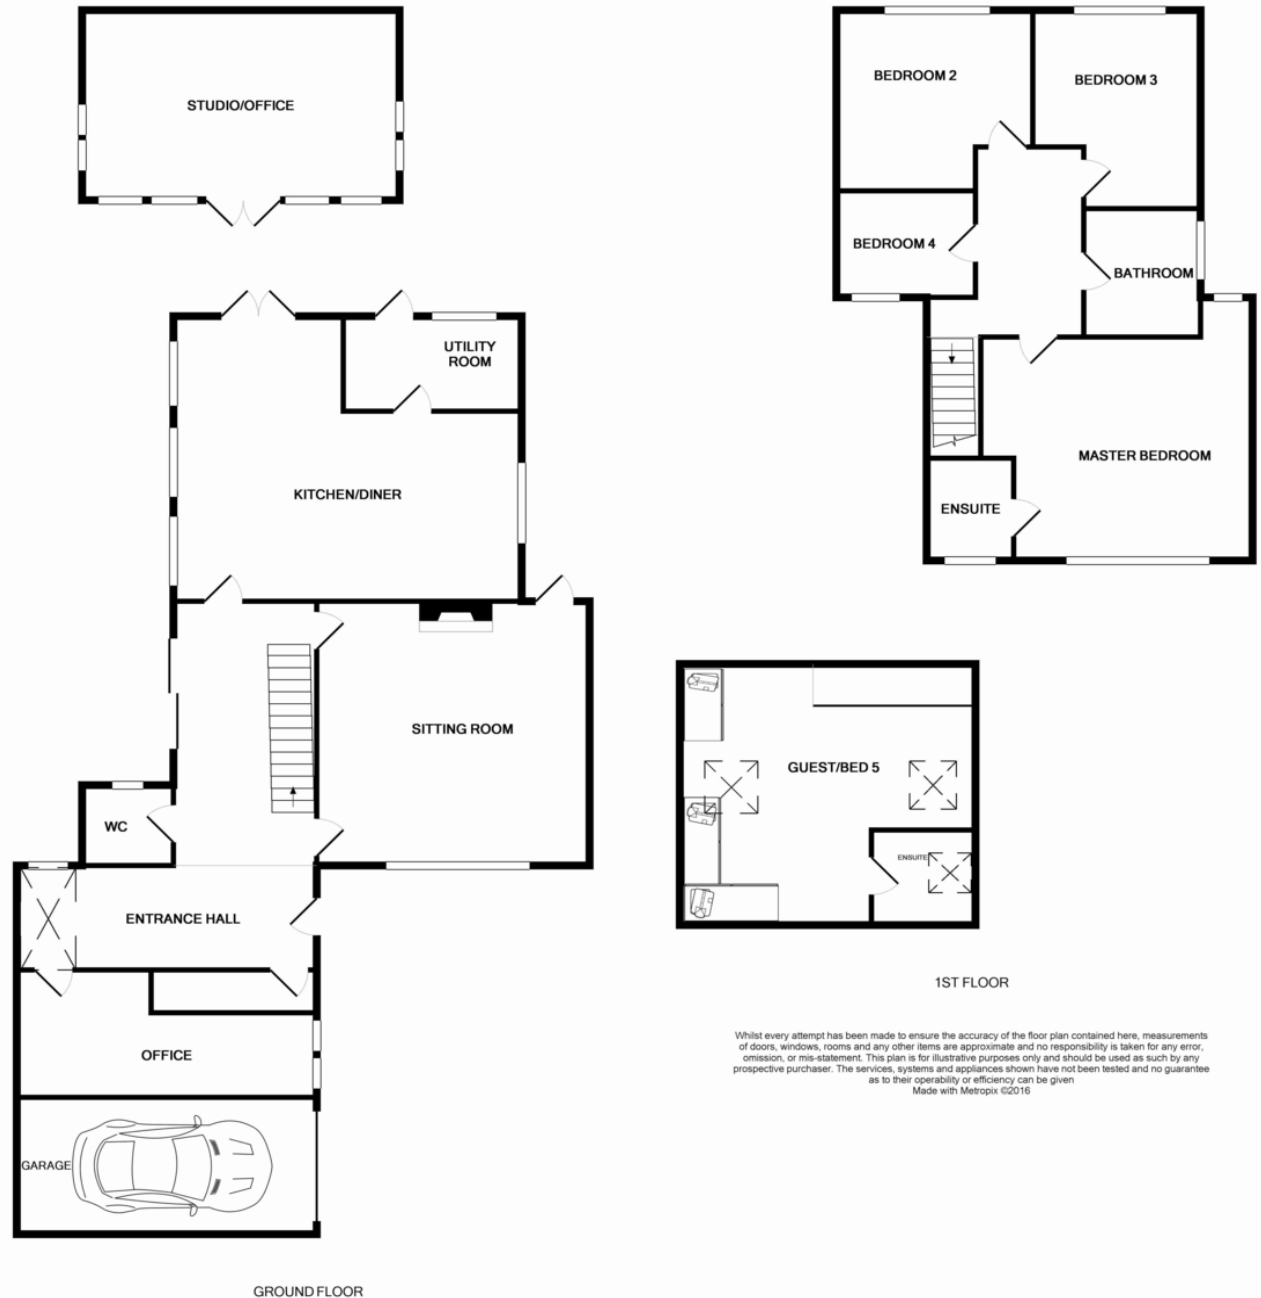 STUDIO/OFFICE
UTILITY
ROOM
KITCHEN/DINER
SITTING ROOM
WC
ENTRANCE HALL
OFFICE
GARAGE
GROUND FLOOR
BEDROOM 2
BEDROOM 3
BEDROOM 4
BATHROOM
MASTER BEDROOM
ENSUITE
GUEST/BED 5
ENSUITE
1ST FLOOR
Whilst every attempt has been made to ensure the accuracy of the floor plan contained here, measurements
of doors, windows, rooms and any other items are approximate and no responsibility is taken for any error,
omission, or mis-statement. This plan is for illustrative purposes only and should be used as such by any
prospective purchaser. The services, systems and appliances shown have not been tested and no guarantee
as to their operability or efficiency can be given
Made with Metropix ©2016